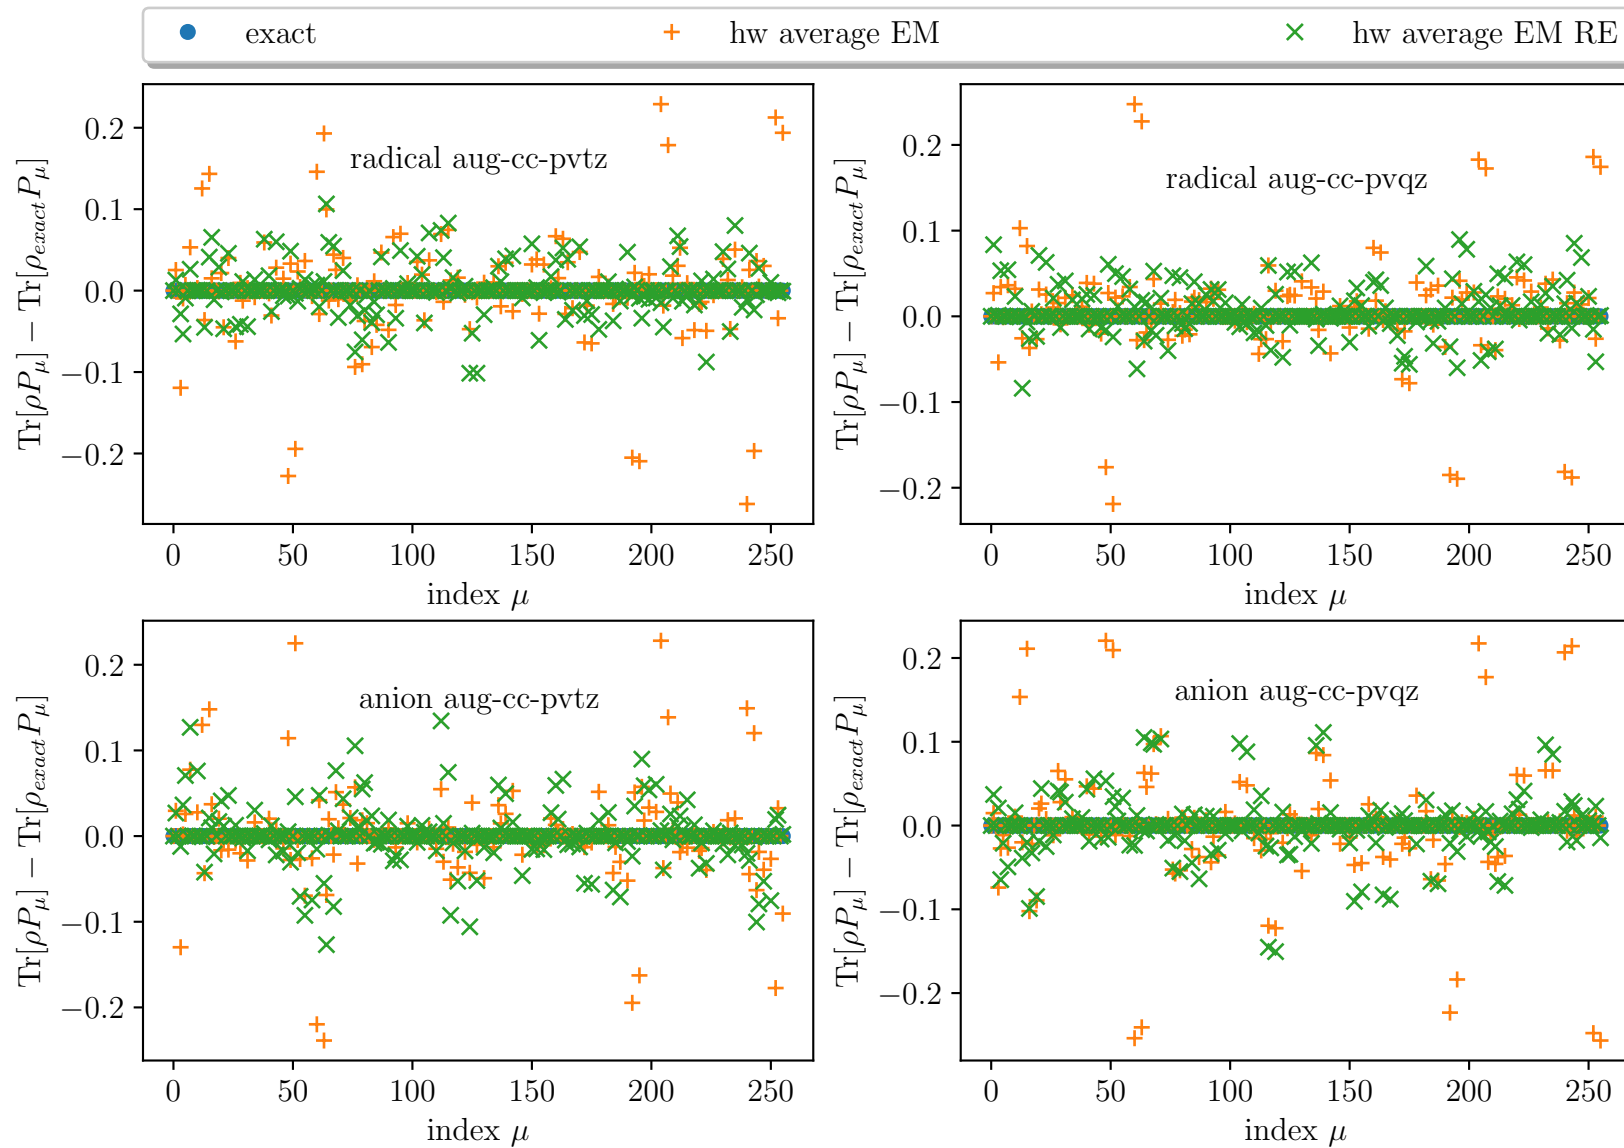 exact hw average EM hw average EM RE
Tr[ρP_μ] − Tr[ρ_exact P_μ]
0.2
0.1
0.0
−0.1
−0.2
radical aug-cc-pvtz
0 50 100 150 200 250
index μ
Tr[ρP_μ] − Tr[ρ_exact P_μ]
0.2
0.1
0.0
−0.1
−0.2
radical aug-cc-pvqz
0 50 100 150 200 250
index μ
Tr[ρP_μ] − Tr[ρ_exact P_μ]
0.2
0.1
0.0
−0.1
−0.2
anion aug-cc-pvtz
0 50 100 150 200 250
index μ
Tr[ρP_μ] − Tr[ρ_exact P_μ]
0.2
0.1
0.0
−0.1
−0.2
anion aug-cc-pvqz
0 50 100 150 200 250
index μ